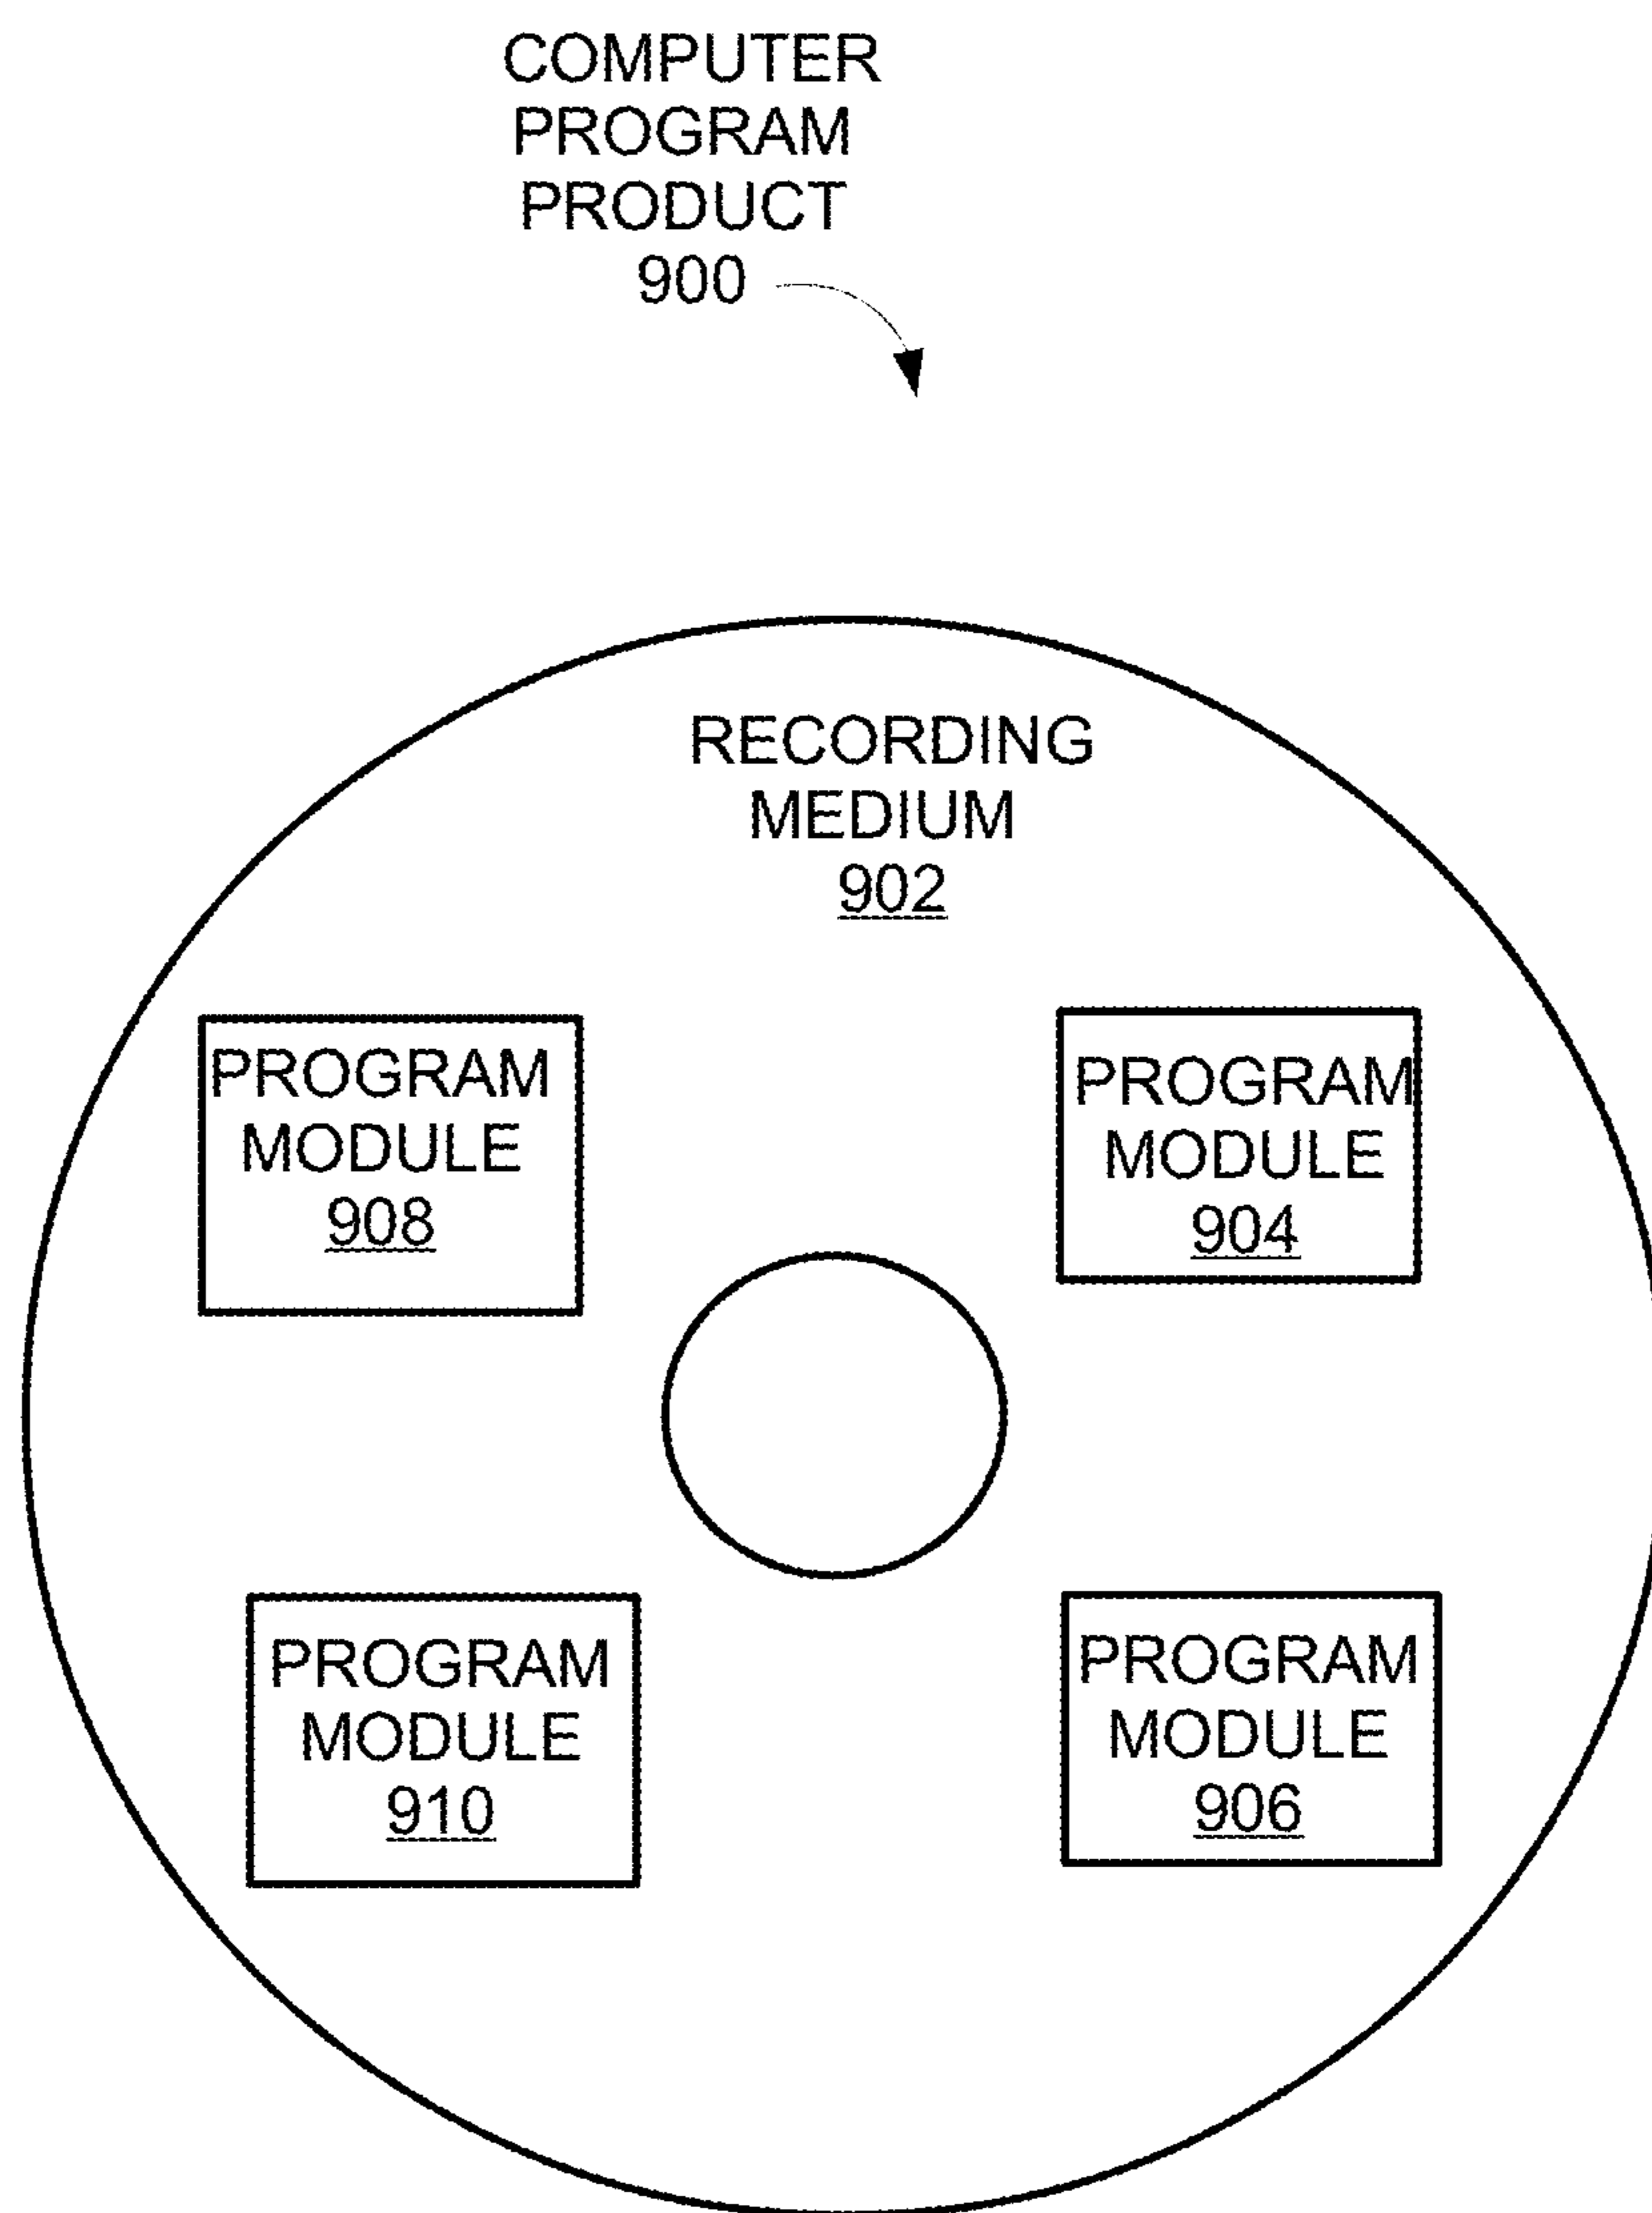 COMPUTER
PROGRAM
PRODUCT
900
RECORDING
MEDIUM
902
PROGRAM
MODULE
908
PROGRAM
MODULE
904
PROGRAM
MODULE
910
PROGRAM
MODULE
906